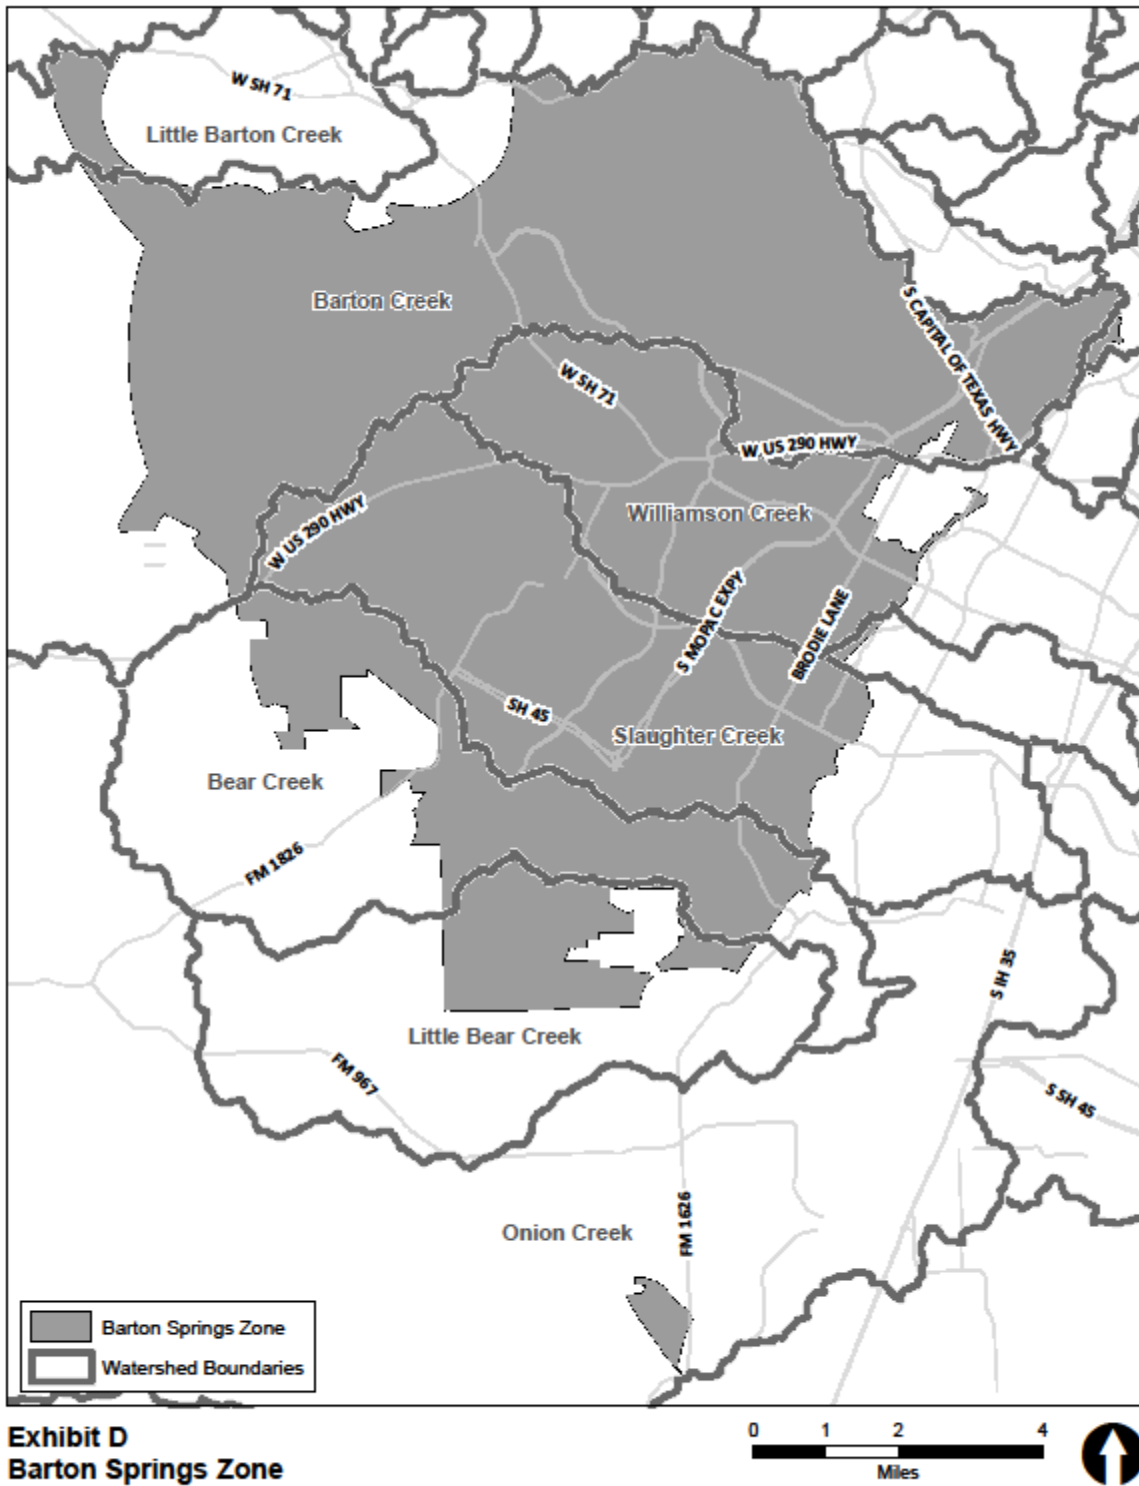 W SH 71
Little Barton Creek
Barton Creek
S CAPITAL OF TEXAS HWY
W SH 71
W US 290 HWY
W US 290 HWY
Williamson Creek
S MOPAC EXPY
BRODIE LANE
SH 45
Slaughter Creek
Bear Creek
FM 1826
S IH 35
Little Bear Creek
FM 967
S SH 45
FM 1626
Onion Creek
Barton Springs Zone
Watershed Boundaries
Exhibit D
Barton Springs Zone
0 1 2 4
Miles